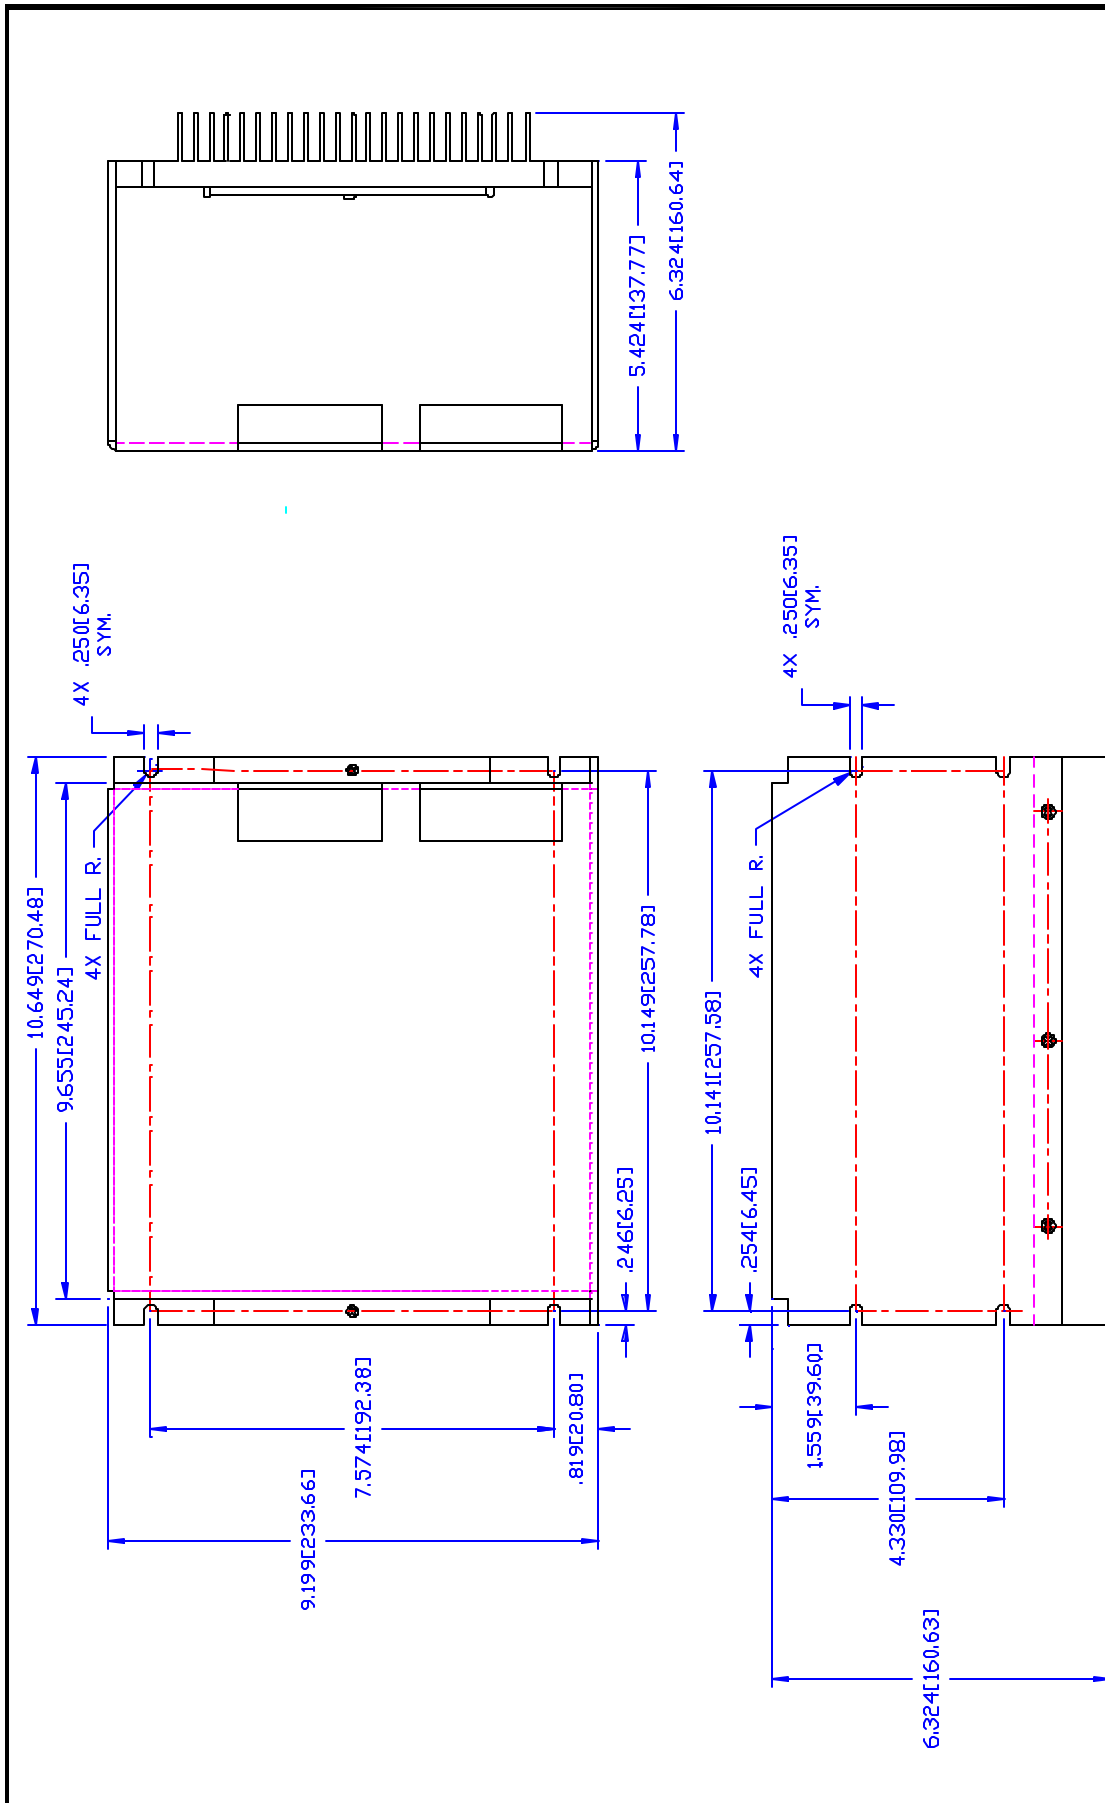 6.324[160.64]
5.424[137.77]
4X .250[6.35]
SYM.
4X .250[6.35]
SYM.
10.649[270.48]
9.655[245.24]
4X FULL R.
10.149[257.78]
.246[6.25]
4X FULL R.
10.141[257.58]
.254[6.45]
7.574[192.38]
.819[20.80]
9.199[233.66]
1.559[39.60]
4.330[109.98]
6.324[160.63]